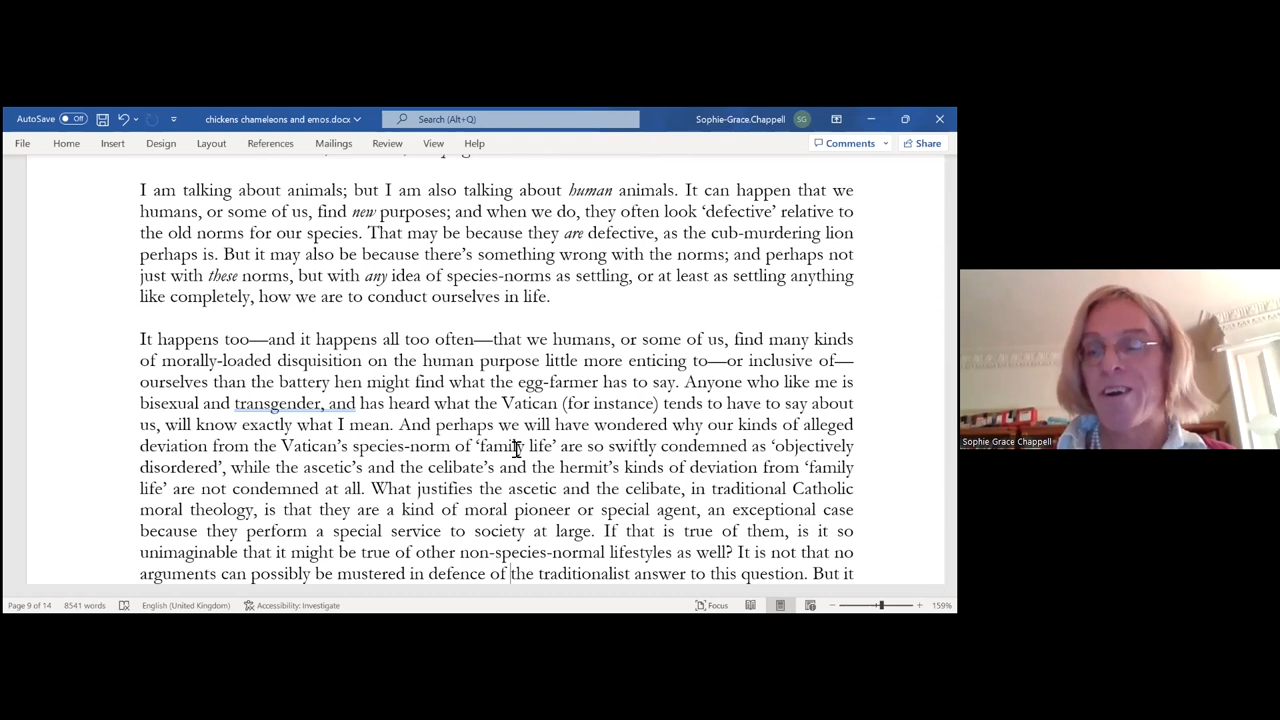 AutoSave Off chickens chameleons and emos.docx Search (Alt+Q) Sophie-Grace.Chappell SG
File Home Insert Draw Design Layout References Mailings Review View Help Comments Share
I am talking about animals; but I am also talking about human animals. It can happen that we
humans, or some of us, find new purposes; and when we do, they often look ‘defective’ relative to
the old norms for our species. That may be because they are defective, as the cub-murdering lion
perhaps is. But it may also be because there’s something wrong with the norms; and perhaps not
just with these norms, but with any idea of species-norms as settling, or at least as settling anything
like completely, how we are to conduct ourselves in life.
It happens too—and it happens all too often—that we humans, or some of us, find many kinds
of morally-loaded disquisition on the human purpose little more enticing to—or inclusive of—
ourselves than the battery hen might find what the egg-farmer has to say. Anyone who like me is
bisexual and transgender, and has heard what the Vatican (for instance) tends to have to say about
us, will know exactly what I mean. And perhaps we will have wondered why our kinds of alleged
deviation from the Vatican’s species-norm of ‘family life’ are so swiftly condemned as ‘objectively
disordered’, while the ascetic’s and the celibate’s and the hermit’s kinds of deviation from ‘family
life’ are not condemned at all. What justifies the ascetic and the celibate, in traditional Catholic
moral theology, is that they are a kind of moral pioneer or special agent, an exceptional case
because they perform a special service to society at large. If that is true of them, is it so
unimaginable that it might be true of other non-species-normal lifestyles as well? It is not that no
arguments can possibly be mustered in defence of the traditionalist answer to this question. But it
Page 9 of 14 8541 words English (United Kingdom) Accessibility: Investigate Focus 159%
Sophie Grace Chappell